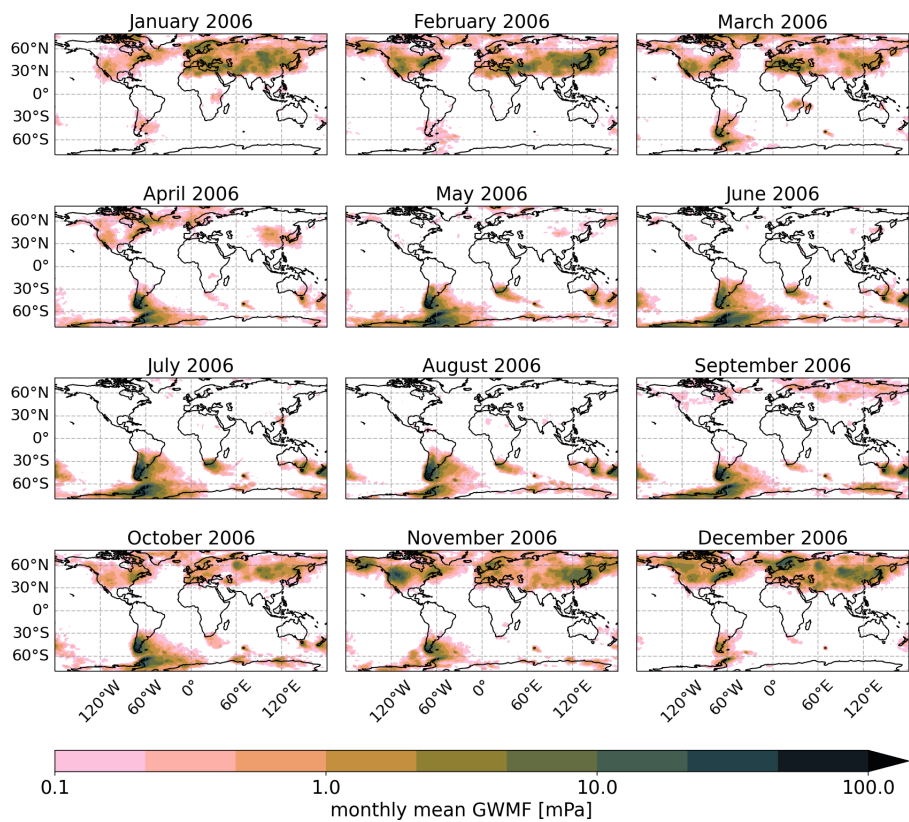 January 2006 February 2006 March 2006
60°N
30°N
0°
30°S
60°S
April 2006 May 2006 June 2006
60°N
30°N
0°
30°S
60°S
July 2006 August 2006 September 2006
60°N
30°N
0°
30°S
60°S
October 2006 November 2006 December 2006
60°N
30°N
0°
30°S
60°S
120°W 60°W 0° 60°E 120°E 120°W 60°W 0° 60°E 120°E 120°W 60°W 0° 60°E 120°E
0.1 1.0 10.0 100.0
monthly mean GWMF [mPa]